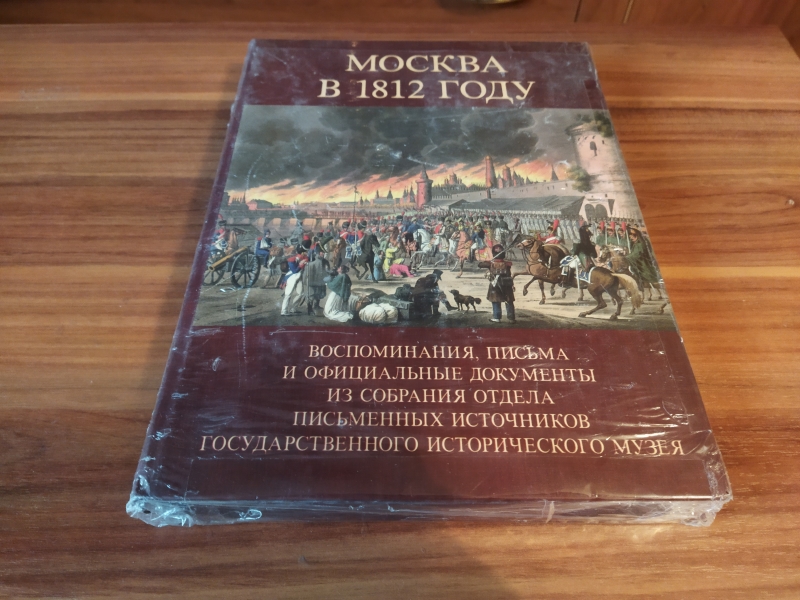 МОСКВА
В 1812 ГОДУ
ВОСПОМИНАНИЯ, ПИСЬМА
И ОФИЦИАЛЬНЫЕ ДОКУМЕНТЫ
ИЗ СОБРАНИЯ ОТДЕЛА
ПИСЬМЕННЫХ ИСТОЧНИКОВ
ГОСУДАРСТВЕННОГО ИСТОРИЧЕСКОГО МУЗЕЯ